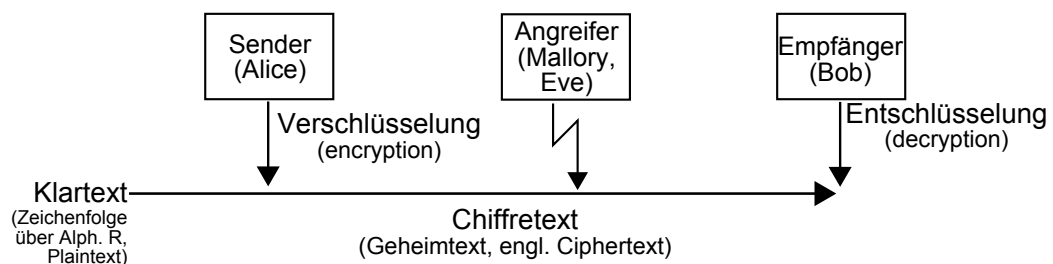 Sender
(Alice)
Angreifer
(Mallory,
Eve)
Empfänger
(Bob)
Verschlüsselung
(encryption)
Entschlüsselung
(decryption)
Klartext
(Zeichenfolge
über Alph. R,
Plaintext)
Chiffretext
(Geheimtext, engl. Ciphertext)